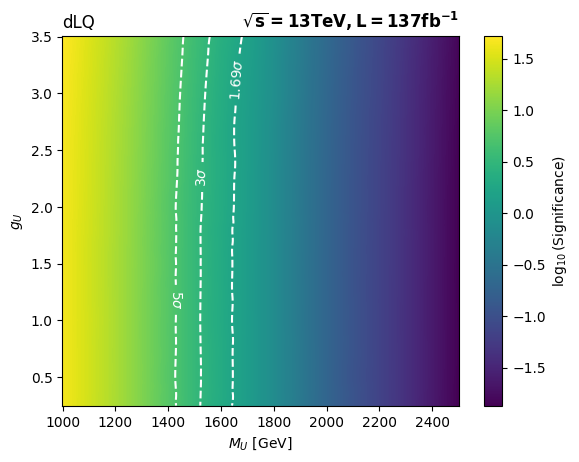 dLQ
√s = 13TeV, L = 137fb⁻¹
3.5
3.0
2.5
2.0
1.5
1.0
0.5
g_U
1.69σ
3σ
5σ
1000
1200
1400
1600
1800
2000
2200
2400
M_U [GeV]
1.5
1.0
0.5
0.0
−0.5
−1.0
−1.5
log₁₀(Significance)